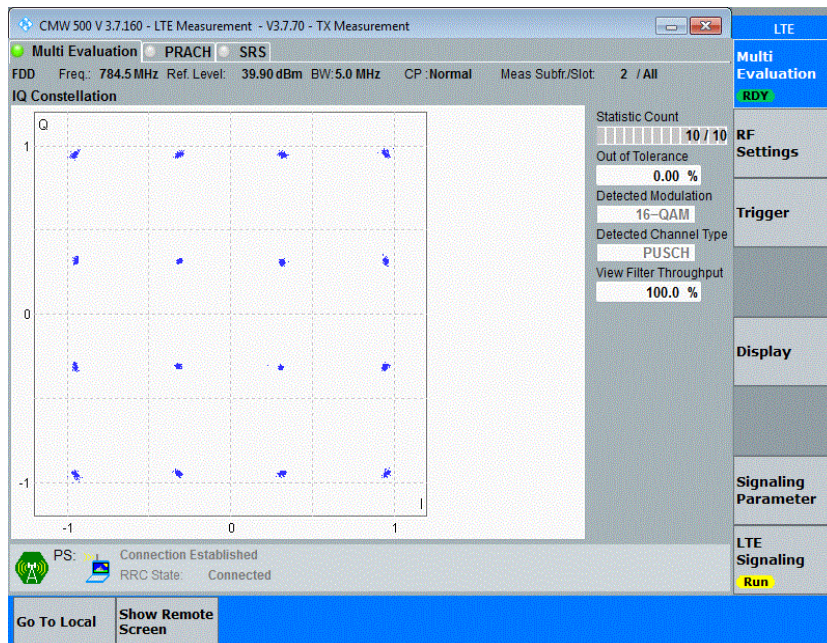 CMW 500 V 3.7.160 - LTE Measurement - V3.7.70 - TX Measurement
LTE
Multi Evaluation PRACH SRS
FDD Freq.: 784.5 MHz Ref. Level: 39.90 dBm BW: 5.0 MHz CP : Normal Meas Subfr./Slot: 2 / All
IQ Constellation
Q
1
0
-1
-1 0 1
I
Statistic Count
10 / 10
Out of Tolerance
0.00 %
Detected Modulation
16-QAM
Detected Channel Type
PUSCH
View Filter Throughput
100.0 %
Multi
Evaluation
RDY
RF
Settings
Trigger
Display
Signaling
Parameter
LTE
Signaling
Run
PS: Connection Established
RRC State: Connected
Go To Local
Show Remote
Screen